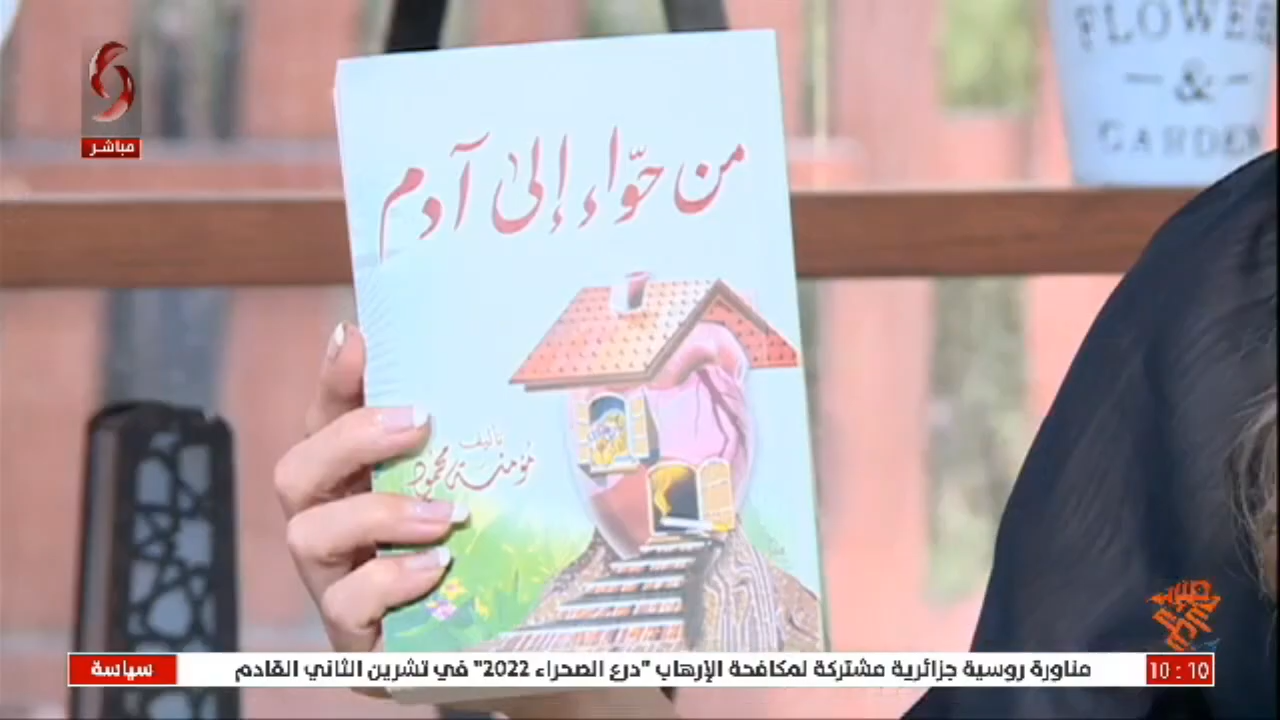 مباشر
FLOWER
&
GARDEN
من حوّاء إلى آدم
تأليف
مؤمنة محمود
سياسة
مناورة روسية جزائرية مشتركة لمكافحة الإرهاب "درع الصحراء 2022" في تشرين الثاني القادم
10:10